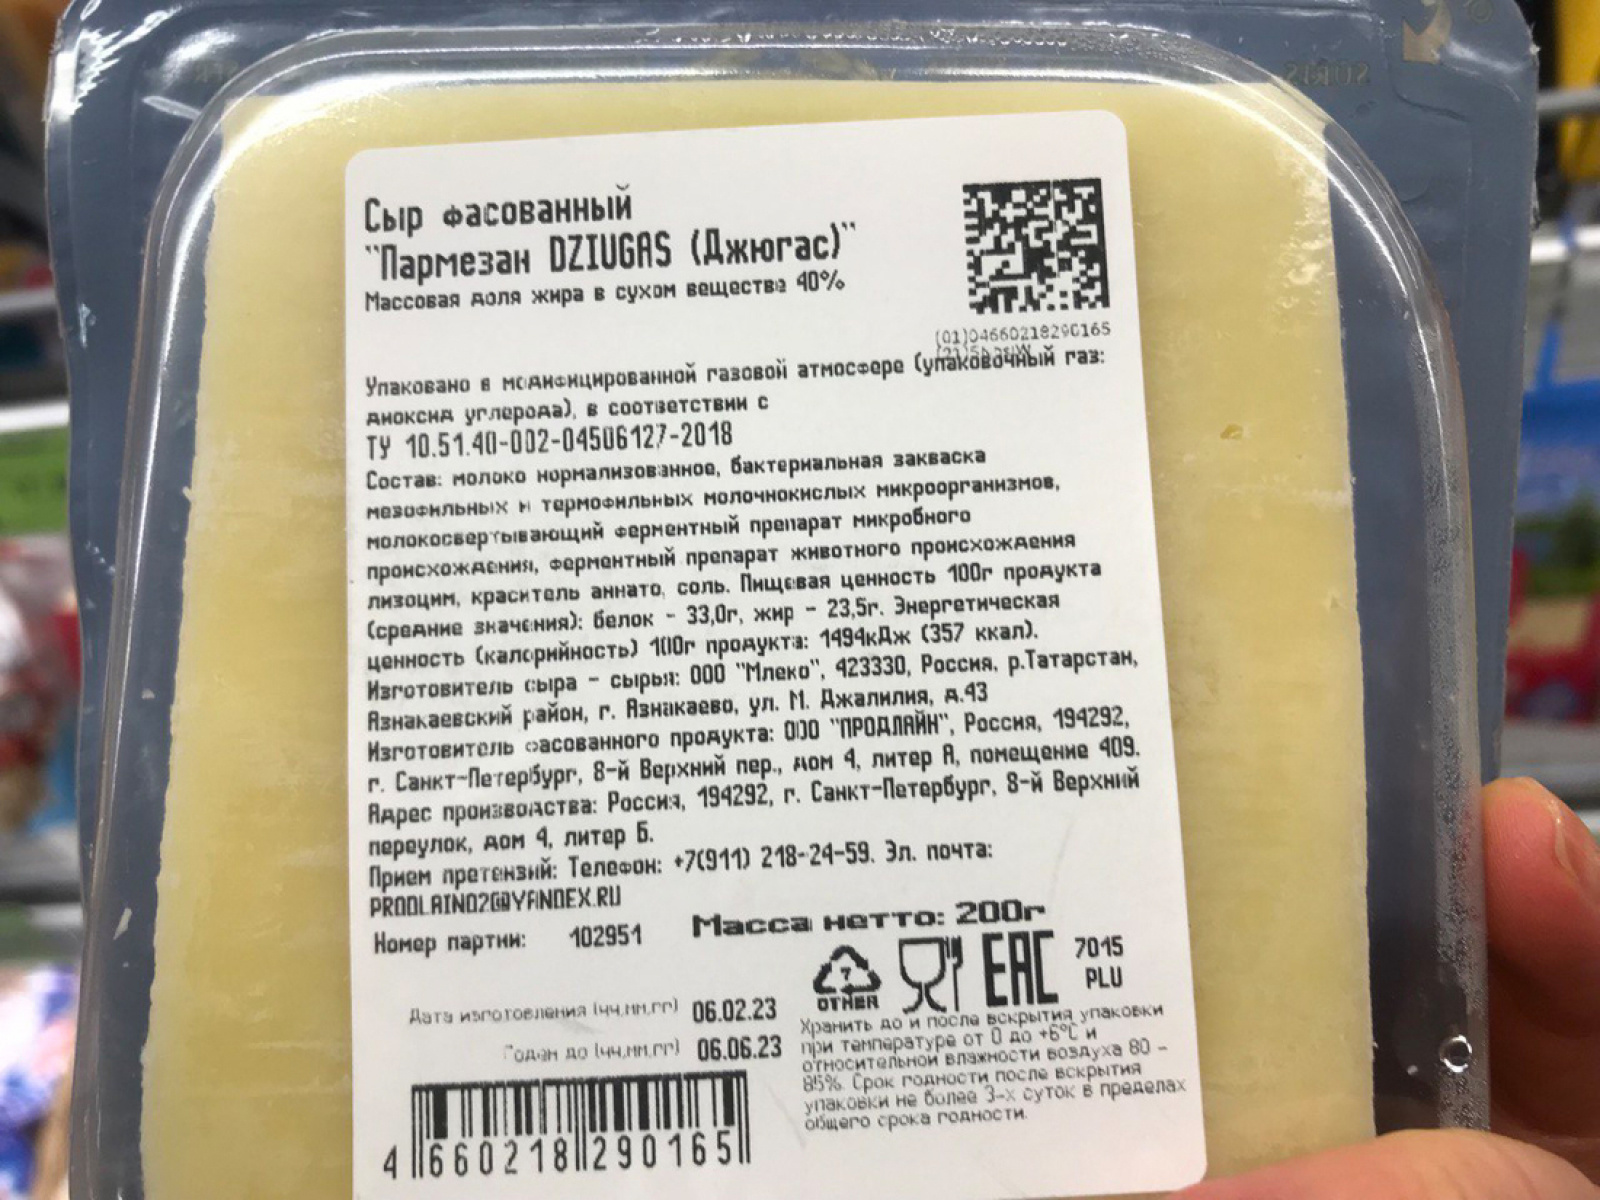 Сыр фасованный
"Пармезан DZIUGAS (Джюгас)"
Массовая доля жира в сухом веществе 40%
(01)04660218290165
Упаковано в модифицированной газовой атмосфере (упаковочный газ:
диоксид углерода), в соответствии с
ТУ 10.51.40-002-04506127-2018
Состав: молоко нормализованное, бактериальная закваска
мезофильных и термофильных молочнокислых микроорганизмов,
молокосвертывающий ферментный препарат микробного
происхождения, ферментный препарат животного происхождения
лизоцим, краситель аннато, соль. Пищевая ценность 100г продукта
(средние значения): белок - 33,0г, жир - 23,5г. Энергетическая
ценность (калорийность) 100г продукта: 1494кДж (357 ккал).
Изготовитель сыра - сырья: ООО "Млеко", 423330, Россия, р.Татарстан,
Азнакаевский район, г. Азнакаево, ул. М. Джалилия, д.43
Изготовитель фасованного продукта: ООО "ПРОДЛАЙН", Россия, 194292,
г. Санкт-Петербург, 8-й Верхний пер., дом 4, литер А, помещение 409.
Адрес производства: Россия, 194292, г. Санкт-Петербург, 8-й Верхний
переулок, дом 4, литер Б.
Прием претензий: Телефон: +7(911) 218-24-59. Эл. почта:
PRODLAIN02@YANDEX.RU
Номер партии: 102951
Масса нетто: 200г
7
OTHER
EAC
7015
PLU
Дата изготовления (чч.мм.гг) 06.02.23
Годен до (чч.мм.гг) 06.06.23
Хранить до и после вскрытия упаковки
при температуре от 0 до +6°C и
относительной влажности воздуха 80 -
85%. Срок годности после вскрытия
упаковки не более 3-х суток в пределах
общего срока годности.
4 660218 290165